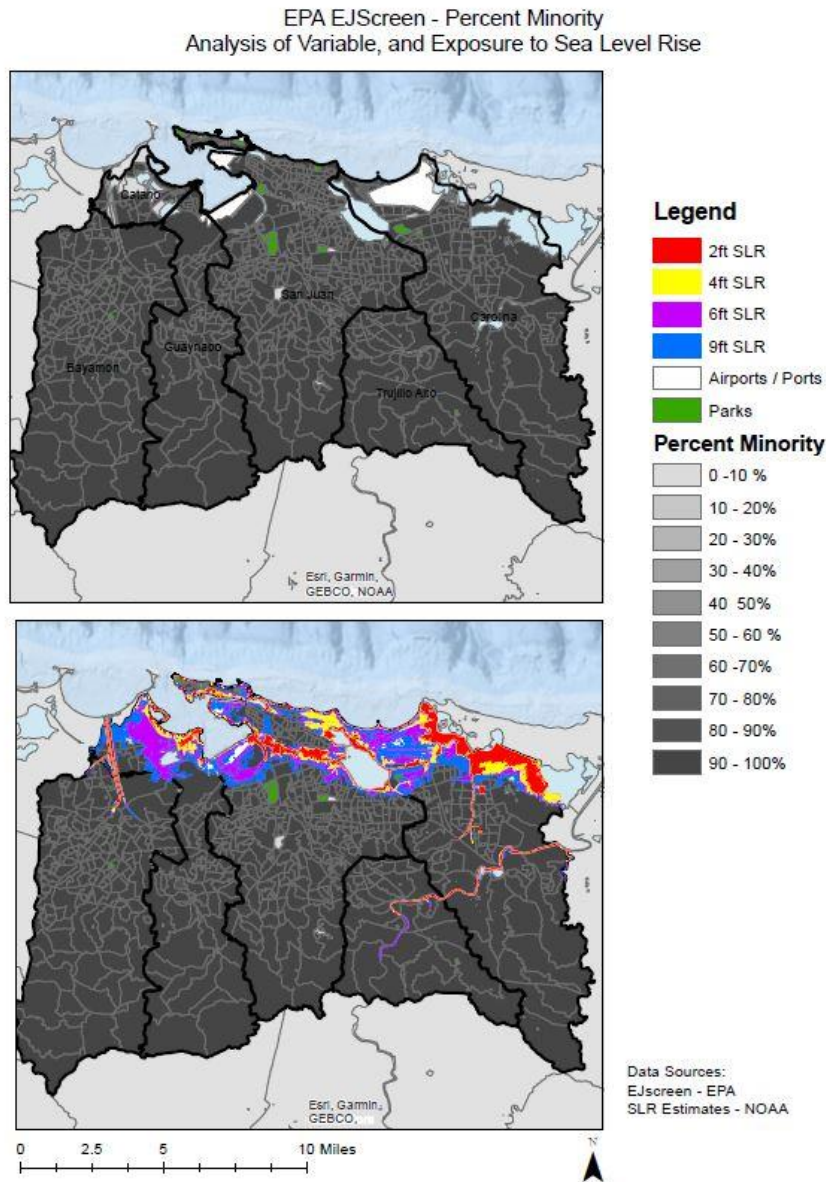 EPA EJScreen - Percent Minority
Analysis of Variable, and Exposure to Sea Level Rise
Cataño
San Juan
Carolina
Guaynabo
Bayamón
Trujillo Alto
Esri, Garmin,
GEBCO, NOAA
Legend
2ft SLR
4ft SLR
6ft SLR
9ft SLR
Airports / Ports
Parks
Percent Minority
0 -10 %
10 - 20%
20 - 30%
30 - 40%
40 50%
50 - 60 %
60 -70%
70 - 80%
80 - 90%
90 - 100%
Esri, Garmin,
GEBCO,
Data Sources:
EJscreen - EPA
SLR Estimates - NOAA
0 2.5 5 10 Miles
N